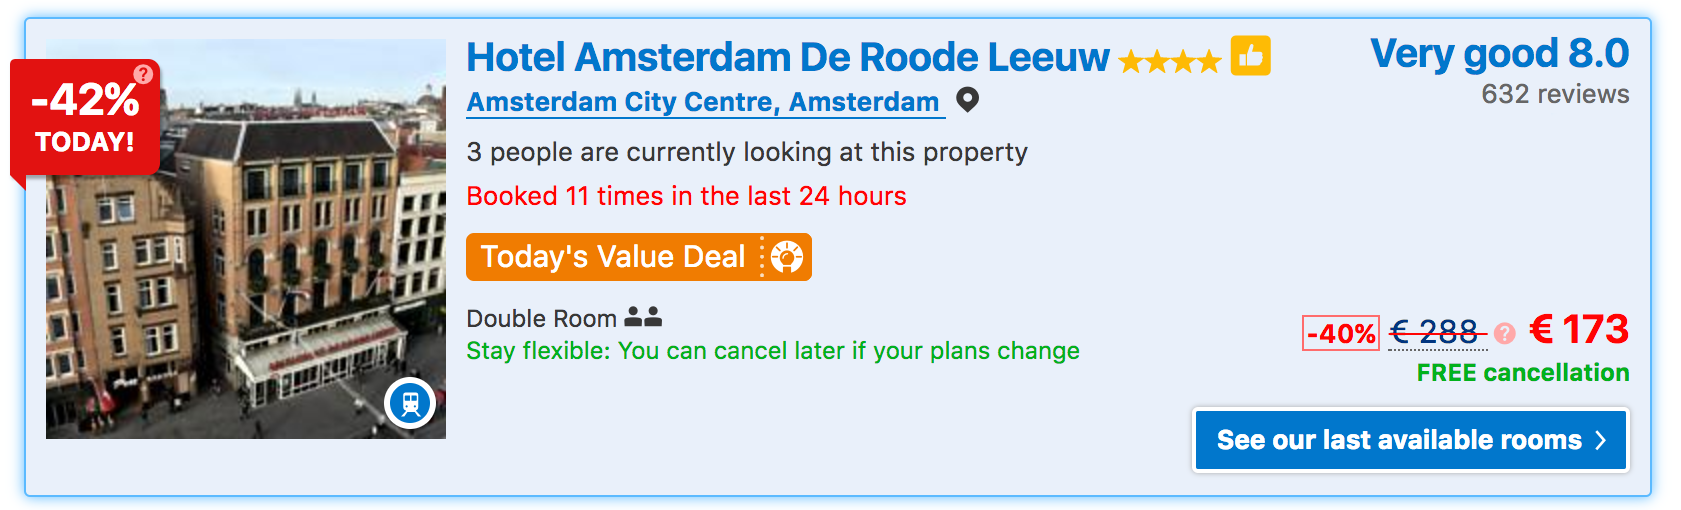 -42%
?
TODAY!
Hotel Amsterdam De Roode Leeuw
Amsterdam City Centre, Amsterdam
3 people are currently looking at this property
Booked 11 times in the last 24 hours
Today's Value Deal
Double Room
Stay flexible: You can cancel later if your plans change
Very good 8.0
632 reviews
-40% € 288 ? € 173
FREE cancellation
See our last available rooms